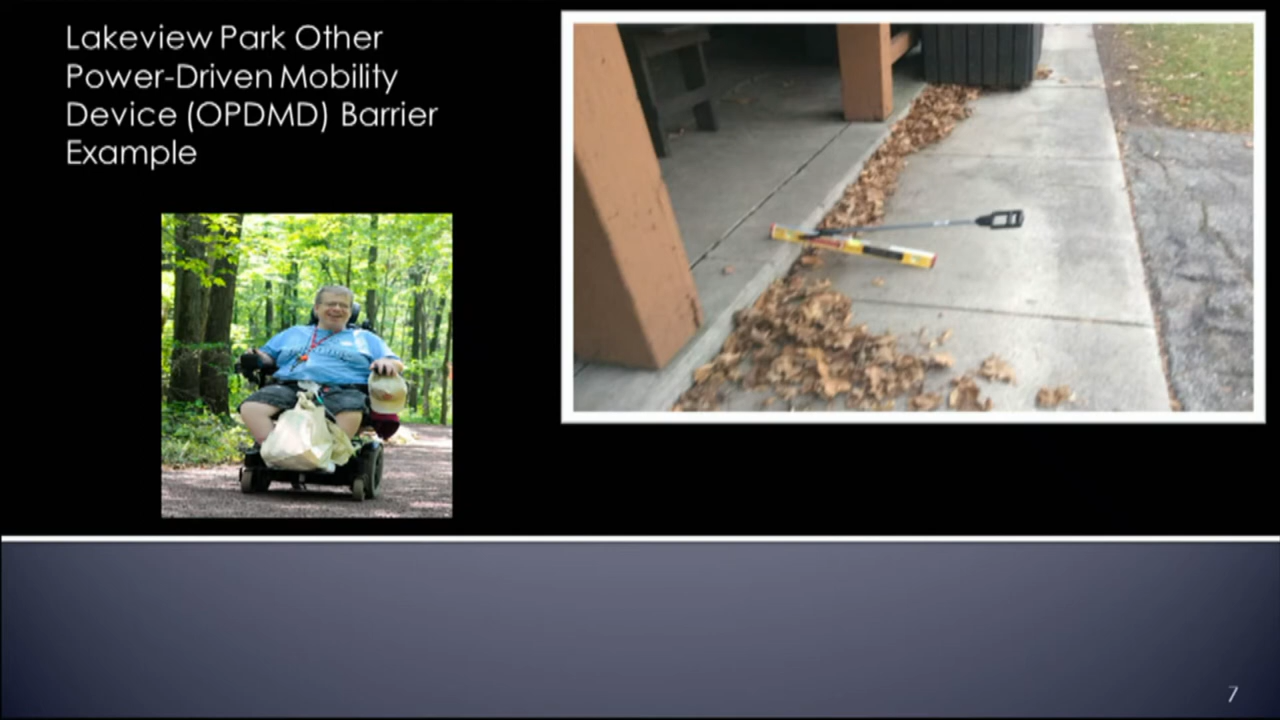 Lakeview Park Other
Power-Driven Mobility
Device (OPDMD) Barrier
Example
7